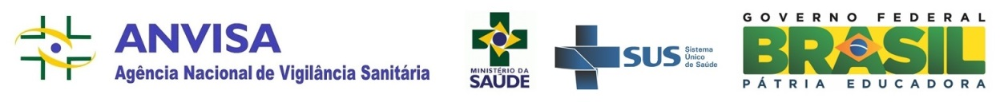 ANVISA
Agência Nacional de Vigilância Sanitária
MINISTÉRIO DA
SAÚDE
SUS
Sistema
Único
de Saúde
GOVERNO FEDERAL
BRASIL
PÁTRIA EDUCADORA